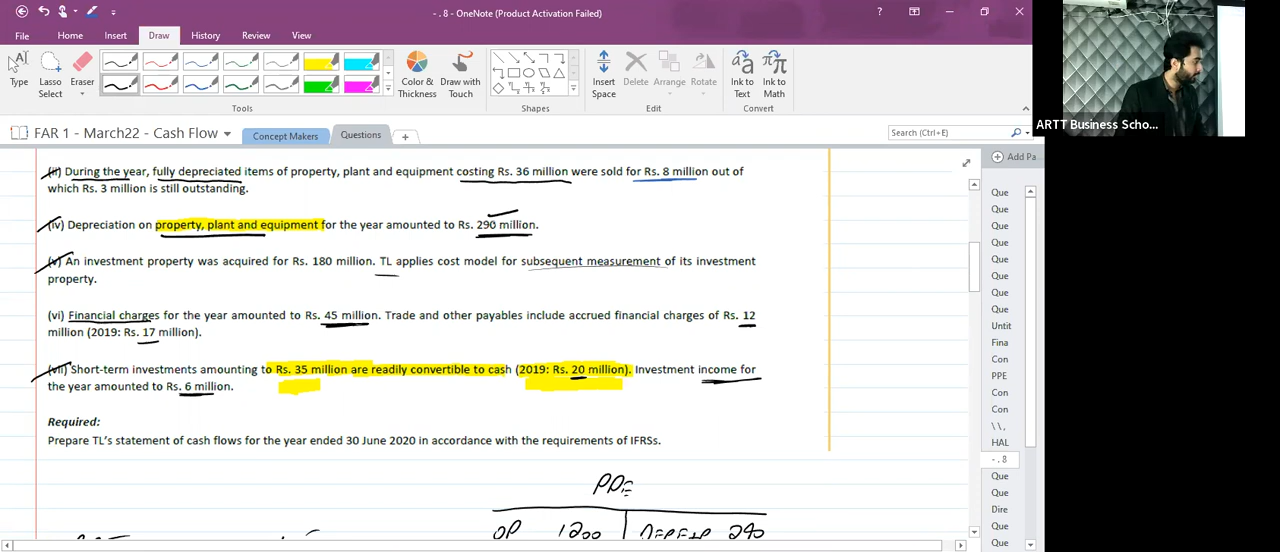 - .8 - OneNote (Product Activation Failed)
File Home Insert Draw History Review View
Type
Lasso Select
Eraser
Color & Thickness
Draw with Touch
Insert Space
Delete
Arrange
Rotate
Ink to Text
Ink to Math
Tools Shapes Edit Convert
ARTT Business Scho...
FAR 1 - March22 - Cash Flow
Concept Makers Questions
Search (Ctrl+E)
Add Pa
(iii) During the year, fully depreciated items of property, plant and equipment costing Rs. 36 million were sold for Rs. 8 million out of
which Rs. 3 million is still outstanding.
(iv) Depreciation on property, plant and equipment for the year amounted to Rs. 290 million.
(v) An investment property was acquired for Rs. 180 million. TL applies cost model for subsequent measurement of its investment
property.
(vi) Financial charges for the year amounted to Rs. 45 million. Trade and other payables include accrued financial charges of Rs. 12
million (2019: Rs. 17 million).
(vii) Short-term investments amounting to Rs. 35 million are readily convertible to cash (2019: Rs. 20 million). Investment income for
the year amounted to Rs. 6 million.
Required:
Prepare TL's statement of cash flows for the year ended 30 June 2020 in accordance with the requirements of IFRSs.
PPE
OP 1200 DEPRE 290
Que
Que
Que
Que
Que
Que
Que
Que
Untit
Fina
Con
PPE
Con
Con
\\,
HAL
-.8
Que
Que
Dire
Que
Que